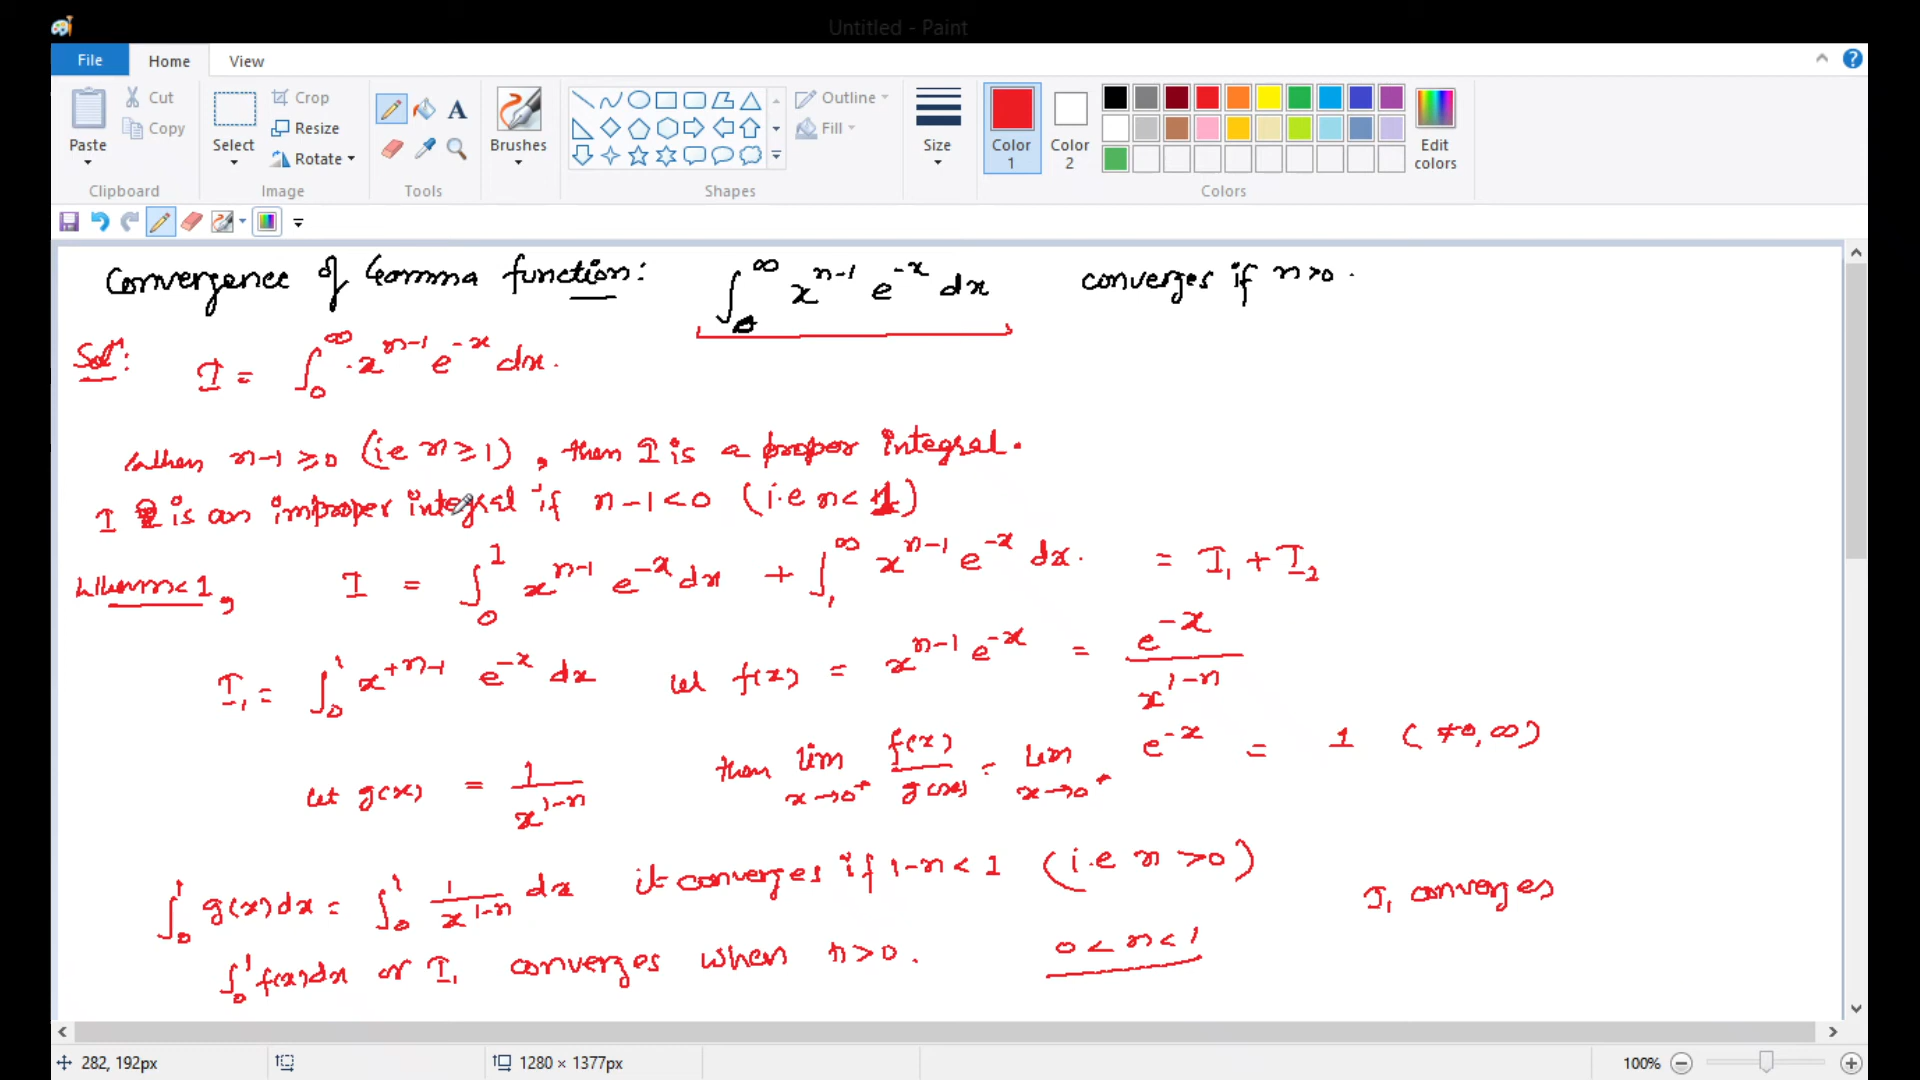 Untitled - Paint
File Home View
Paste Cut Copy Clipboard
Select Crop Resize Rotate Image
Tools
Brushes
Outline Fill Shapes
Size
Color 1 Color 2 Edit colors Colors
Convergence of Gamma function: ∫₀^∞ x^{n-1} e^{-x} dx converges if n>0.
Solⁿ: I = ∫₀^∞ x^{n-1} e^{-x} dx.
When n-1 ≥ 0 (i.e n ≥ 1), then I is a proper integral.
I is an improper integral if n-1 < 0 (i.e n < 1)
When n < 1, I = ∫₀^1 x^{n-1} e^{-x} dx + ∫₁^∞ x^{n-1} e^{-x} dx. = I₁ + I₂
I₁ = ∫₀^1 x^{+n-1} e^{-x} dx let f(x) = x^{n-1} e^{-x} = e^{-x} / x^{1-n}
let g(x) = 1 / x^{1-n} then lim_{x→0⁺} f(x)/g(x) = lim_{x→0⁺} e^{-x} = 1 (≠0, ∞)
∫₀^1 g(x) dx = ∫₀^1 1/x^{1-n} dx it converges if 1-n < 1 (i.e n > 0) I₁ converges
∫₀^1 f(x) dx or I₁ converges when n > 0. 0 < n < 1
282, 192px 1280 × 1377px 100%